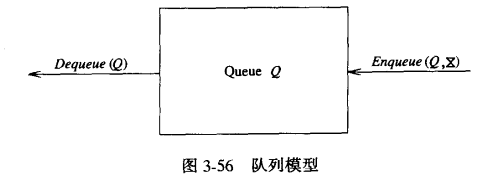 Dequeue(Q)
Queue Q
Enqueue(Q,X)
图 3-56 队列模型